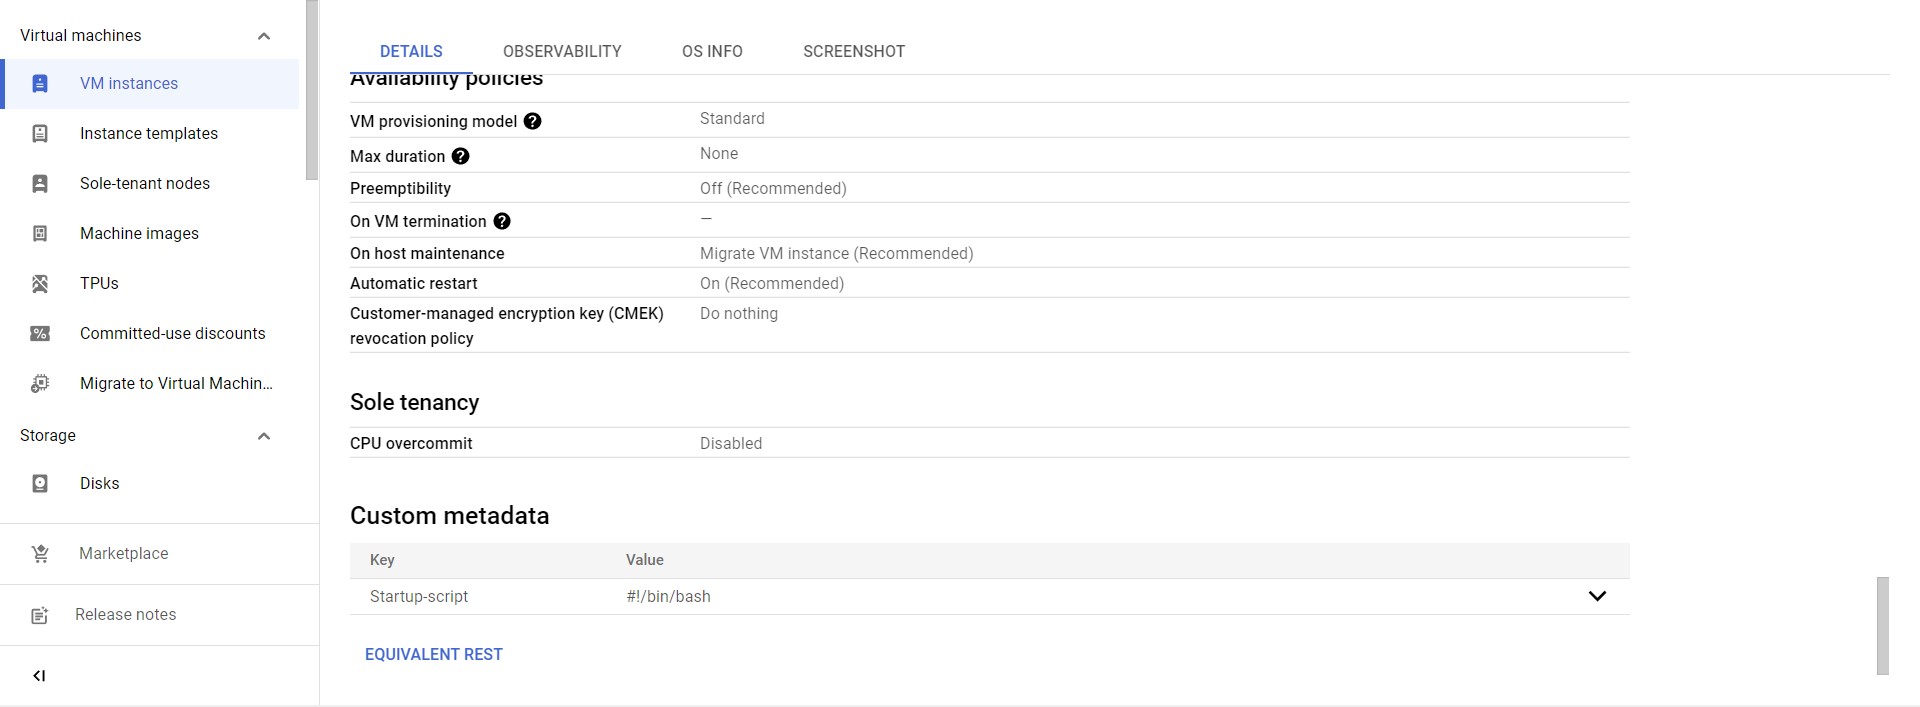 Virtual machines
VM instances
Instance templates
Sole-tenant nodes
Machine images
TPUs
Committed-use discounts
Migrate to Virtual Machin...
Storage
Disks
Marketplace
Release notes
DETAILS
OBSERVABILITY
OS INFO
SCREENSHOT
Availability policies
VM provisioning model
Standard
Max duration
None
Preemptibility
Off (Recommended)
On VM termination
—
On host maintenance
Migrate VM instance (Recommended)
Automatic restart
On (Recommended)
Customer-managed encryption key (CMEK)
revocation policy
Do nothing
Sole tenancy
CPU overcommit
Disabled
Custom metadata
Key
Value
Startup-script
#!/bin/bash
EQUIVALENT REST